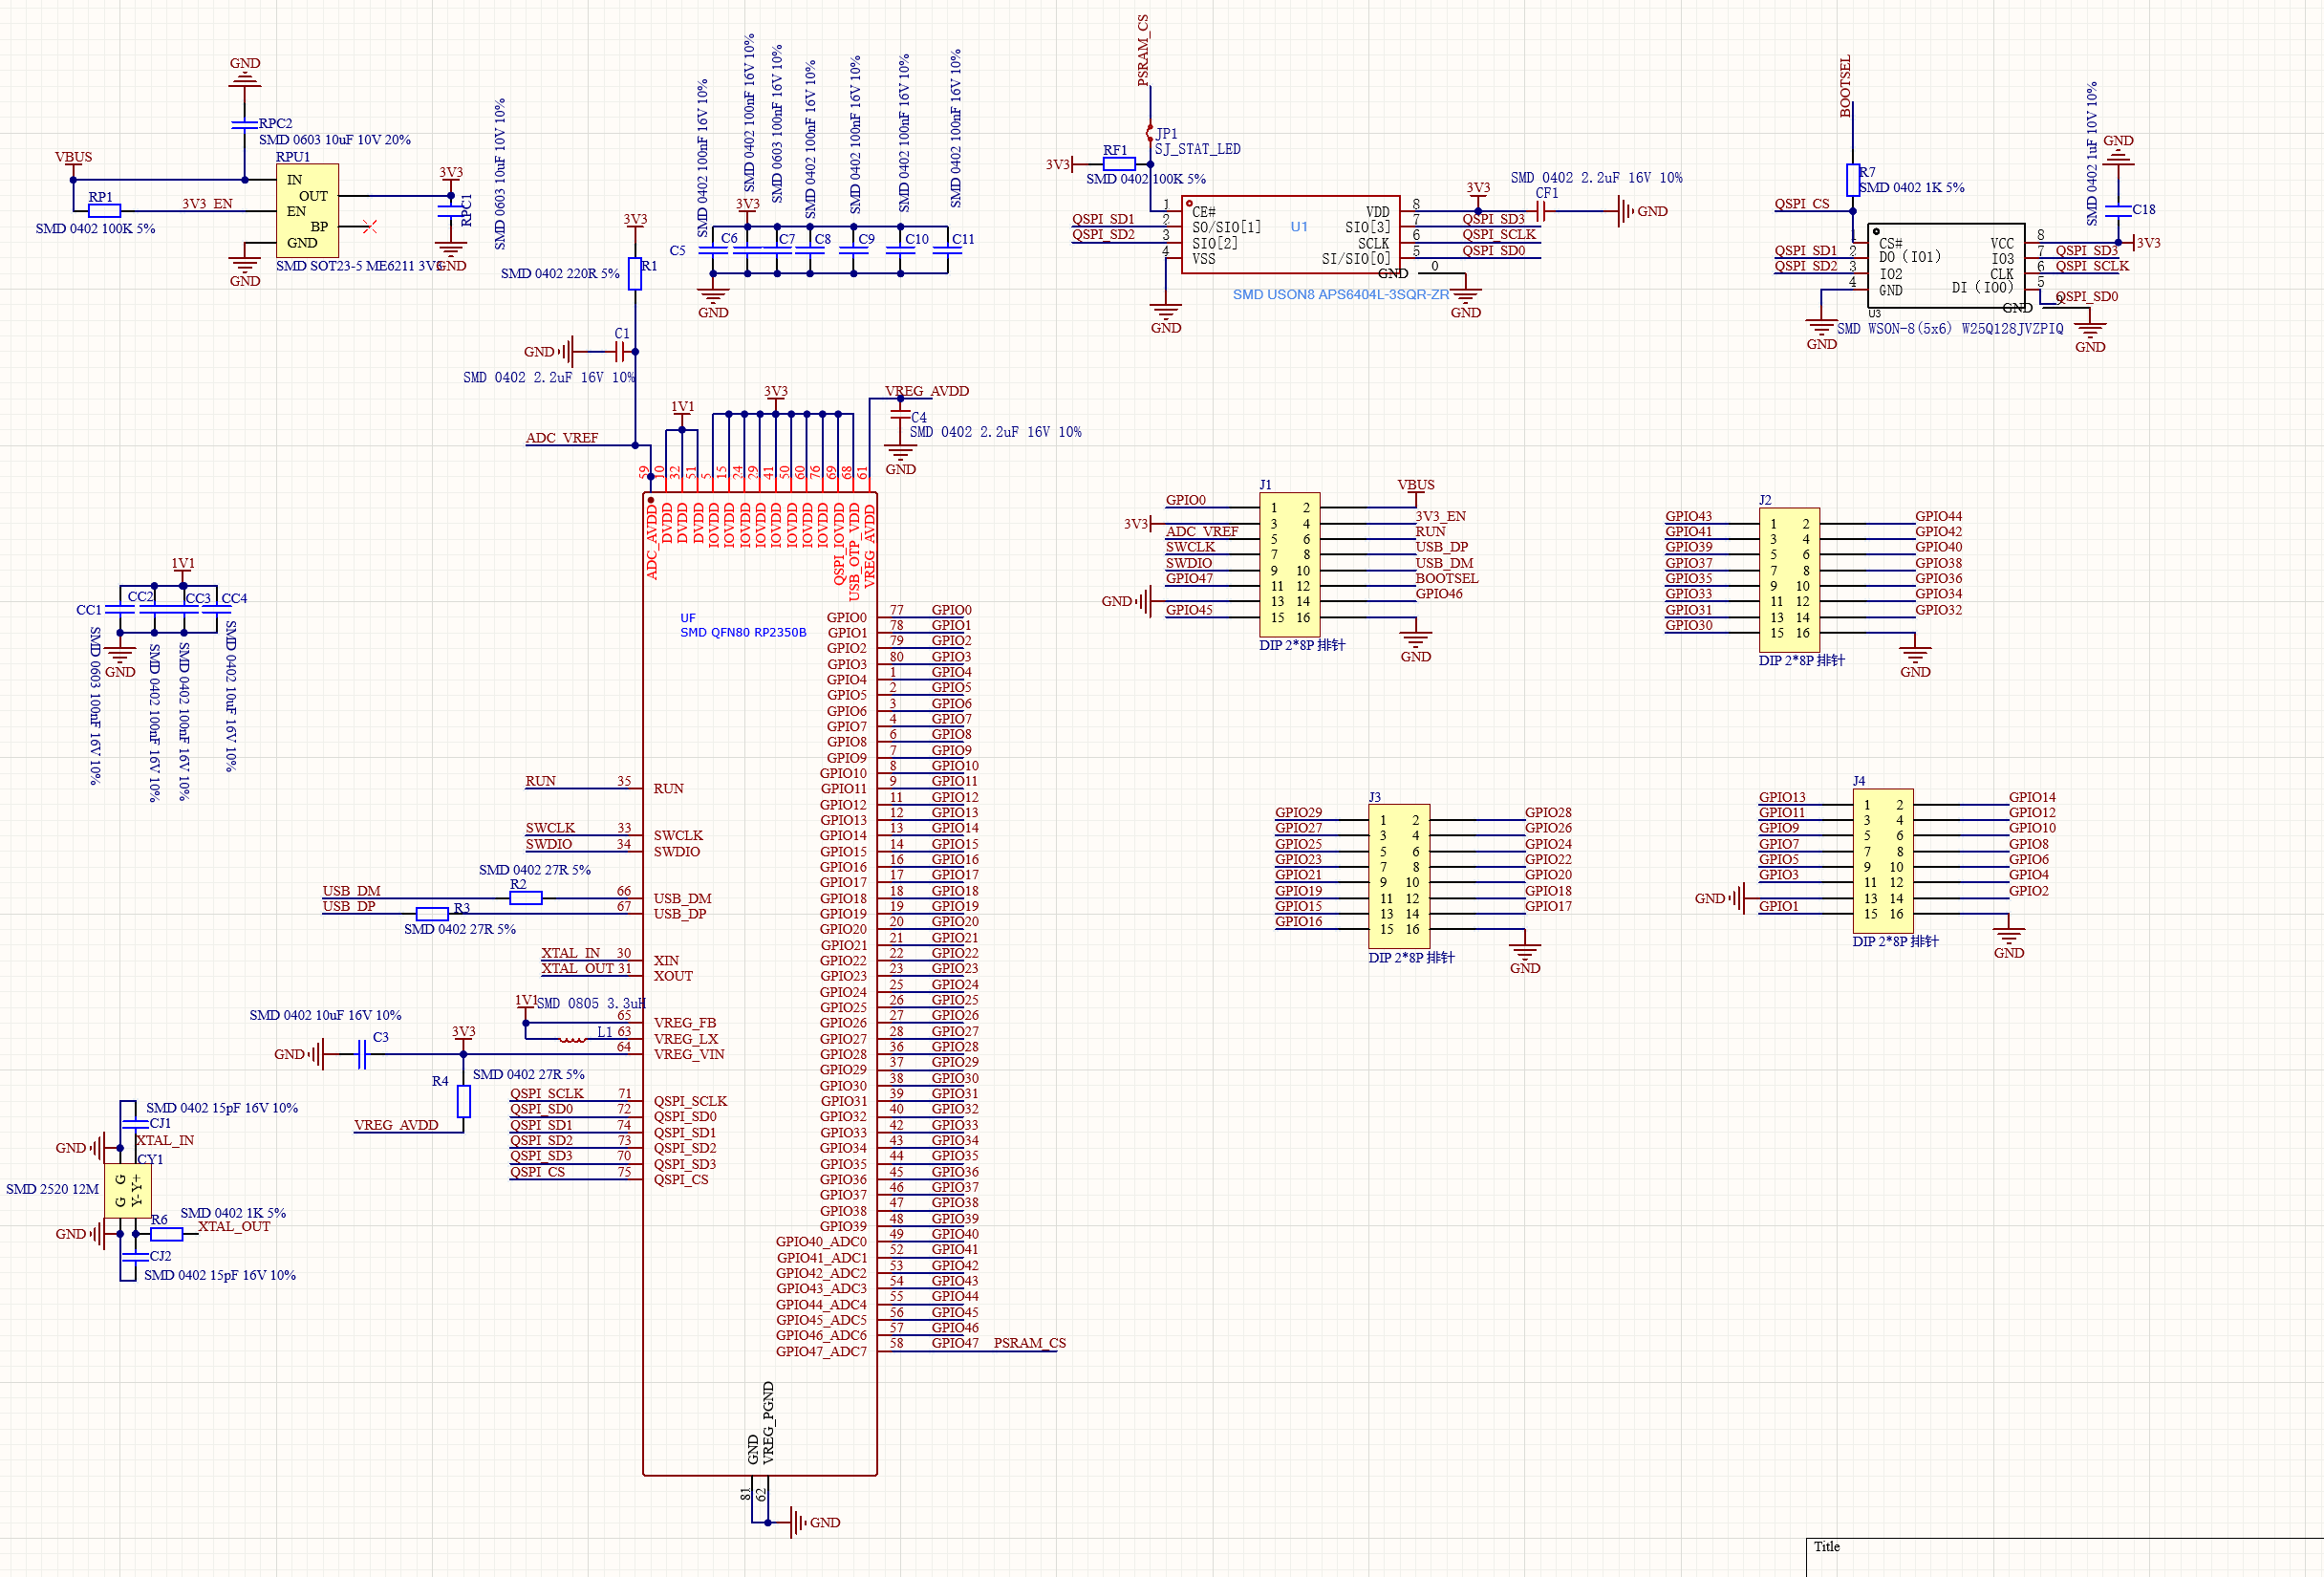 GND
RPC2
SMD 0603 10uF 10V 20%
VBUS
RPU1
IN
OUT
EN
BP
GND
RP1
3V3_EN
SMD 0402 100K 5%
3V3
RPC1
SMD 0603 10uF 10V 10%
GND
SMD SOT23-5 ME6211 3V3
GND
3V3
SMD 0402 220R 5%
R1
GND
C1
SMD 0402 2.2uF 16V 10%
ADC_VREF
SMD 0402 100nF 16V 10%
SMD 0402 100nF 16V 10%
SMD 0603 100nF 16V 10%
SMD 0402 100nF 16V 10%
SMD 0402 100nF 16V 10%
SMD 0402 100nF 16V 10%
SMD 0402 100nF 16V 10%
3V3
C5
C6
C7
C8
C9
C10
C11
GND
PSRAM_CS
JP1
SJ_STAT_LED
3V3
RF1
SMD 0402 100K 5%
QSPI_SD1
QSPI_SD2
1 CE#
2 SO/SIO[1]
3 SIO[2]
4 VSS
U1
VDD 8
SIO[3] 7
SCLK 6
SI/SIO[0] 5
GND 0
3V3
SMD 0402 2.2uF 16V 10%
CF1
GND
QSPI_SD3
QSPI_SCLK
QSPI_SD0
SMD USON8 APS6404L-3SQR-ZR
GND
GND
BOOTSEL
R7
SMD 0402 1K 5%
QSPI_CS
QSPI_SD1
QSPI_SD2
1 CS#
2 DO (IO1)
3 IO2
4 GND
VCC 8
IO3 7
CLK 6
DI (IO0) 5
GND 9
SMD 0402 1uF 10V 10%
GND
C18
3V3
QSPI_SD3
QSPI_SCLK
QSPI_SD0
U3
SMD WSON-8(5x6) W25Q128JVZPIQ
GND
GND
1V1
3V3
VREG_AVDD
C4
SMD 0402 2.2uF 16V 10%
GND
59 ADC_AVDD
10 DVDD
32 DVDD
51 DVDD
5 IOVDD
15 IOVDD
24 IOVDD
29 IOVDD
41 IOVDD
50 IOVDD
60 IOVDD
76 IOVDD
69 QSPI_IOVDD
68 USB_OTP_VDD
61 VREG_AVDD
UF
SMD QFN80 RP2350B
1V1
CC1
CC2
CC3
CC4
GND
SMD 0603 100nF 16V 10%
SMD 0402 100nF 16V 10%
SMD 0402 100nF 16V 10%
SMD 0402 10uF 16V 10%
RUN 35 RUN
SWCLK 33 SWCLK
SWDIO 34 SWDIO
SMD 0402 27R 5%
R2
USB_DM 66 USB_DM
USB_DP R3 67 USB_DP
SMD 0402 27R 5%
XTAL_IN 30 XIN
XTAL_OUT 31 XOUT
1V1 SMD 0805 3.3uH
65 VREG_FB
L1 63 VREG_LX
64 VREG_VIN
SMD 0402 10uF 16V 10%
C3
GND
3V3
R4
SMD 0402 27R 5%
VREG_AVDD
QSPI_SCLK 71 QSPI_SCLK
QSPI_SD0 72 QSPI_SD0
QSPI_SD1 74 QSPI_SD1
QSPI_SD2 73 QSPI_SD2
QSPI_SD3 70 QSPI_SD3
QSPI_CS 75 QSPI_CS
SMD 0402 15pF 16V 10%
CJ1
GND
XTAL_IN
CY1
SMD 2520 12M
G G
Y- Y+
GND
R6
SMD 0402 1K 5%
XTAL_OUT
CJ2
SMD 0402 15pF 16V 10%
GPIO0 77 GPIO0
GPIO1 78 GPIO1
GPIO2 79 GPIO2
GPIO3 80 GPIO3
GPIO4 1 GPIO4
GPIO5 2 GPIO5
GPIO6 3 GPIO6
GPIO7 4 GPIO7
GPIO8 6 GPIO8
GPIO9 7 GPIO9
GPIO10 8 GPIO10
GPIO11 9 GPIO11
GPIO12 11 GPIO12
GPIO13 12 GPIO13
GPIO14 13 GPIO14
GPIO15 14 GPIO15
GPIO16 16 GPIO16
GPIO17 17 GPIO17
GPIO18 18 GPIO18
GPIO19 19 GPIO19
GPIO20 20 GPIO20
GPIO21 21 GPIO21
GPIO22 22 GPIO22
GPIO23 23 GPIO23
GPIO24 25 GPIO24
GPIO25 26 GPIO25
GPIO26 27 GPIO26
GPIO27 28 GPIO27
GPIO28 36 GPIO28
GPIO29 37 GPIO29
GPIO30 38 GPIO30
GPIO31 39 GPIO31
GPIO32 40 GPIO32
GPIO33 42 GPIO33
GPIO34 43 GPIO34
GPIO35 44 GPIO35
GPIO36 45 GPIO36
GPIO37 46 GPIO37
GPIO38 47 GPIO38
GPIO39 48 GPIO39
GPIO40_ADC0 49 GPIO40
GPIO41_ADC1 52 GPIO41
GPIO42_ADC2 53 GPIO42
GPIO43_ADC3 54 GPIO43
GPIO44_ADC4 55 GPIO44
GPIO45_ADC5 56 GPIO45
GPIO46_ADC6 57 GPIO46
GPIO47_ADC7 58 GPIO47 PSRAM_CS
GND
VREG_PGND
81
62
GND
J1
VBUS
GPIO0 1 2
3V3 3 4 3V3_EN
ADC_VREF 5 6 RUN
SWCLK 7 8 USB_DP
SWDIO 9 10 USB_DM
GPIO47 11 12 BOOTSEL
GND 13 14 GPIO46
GPIO45 15 16
DIP 2*8P 排针
GND
J2
GPIO43 1 2 GPIO44
GPIO41 3 4 GPIO42
GPIO39 5 6 GPIO40
GPIO37 7 8 GPIO38
GPIO35 9 10 GPIO36
GPIO33 11 12 GPIO34
GPIO31 13 14 GPIO32
GPIO30 15 16
DIP 2*8P 排针
GND
J3
GPIO29 1 2 GPIO28
GPIO27 3 4 GPIO26
GPIO25 5 6 GPIO24
GPIO23 7 8 GPIO22
GPIO21 9 10 GPIO20
GPIO19 11 12 GPIO18
GPIO15 13 14 GPIO17
GPIO16 15 16
DIP 2*8P 排针
GND
J4
GPIO13 1 2 GPIO14
GPIO11 3 4 GPIO12
GPIO9 5 6 GPIO10
GPIO7 7 8 GPIO8
GPIO5 9 10 GPIO6
GPIO3 11 12 GPIO4
GND 13 14 GPIO2
GPIO1 15 16
DIP 2*8P 排针
GND
Title